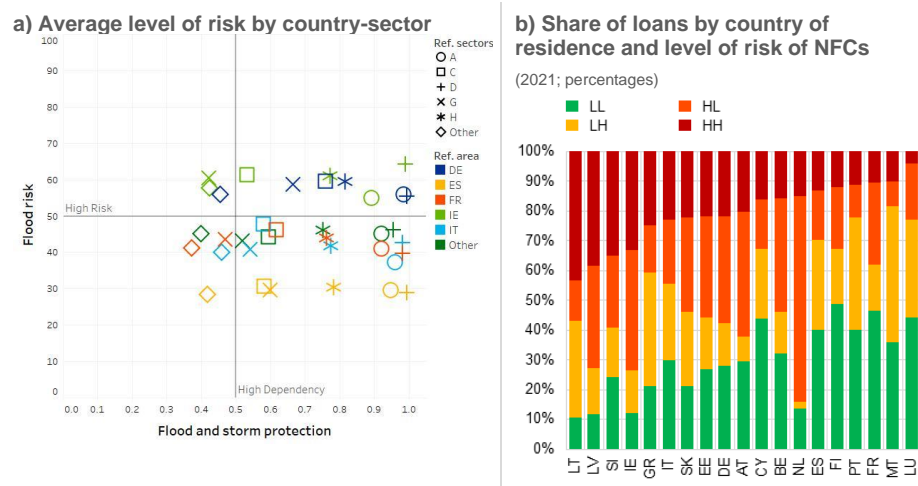 a) Average level of risk by country-sector
100
90
80
70
60
50
40
30
20
10
0
Flood risk
High Risk
High Dependency
0.0 0.1 0.2 0.3 0.4 0.5 0.6 0.7 0.8 0.9 1.0
Flood and storm protection
Ref. sectors
A
C
D
G
H
Other
Ref. area
DE
ES
FR
IE
IT
Other
b) Share of loans by country of
residence and level of risk of NFCs
(2021; percentages)
LL HL
LH HH
100%
90%
80%
70%
60%
50%
40%
30%
20%
10%
0%
LT LV SI IE GR IT SK EE DE AT CY BE NL ES FI PT FR MT LU